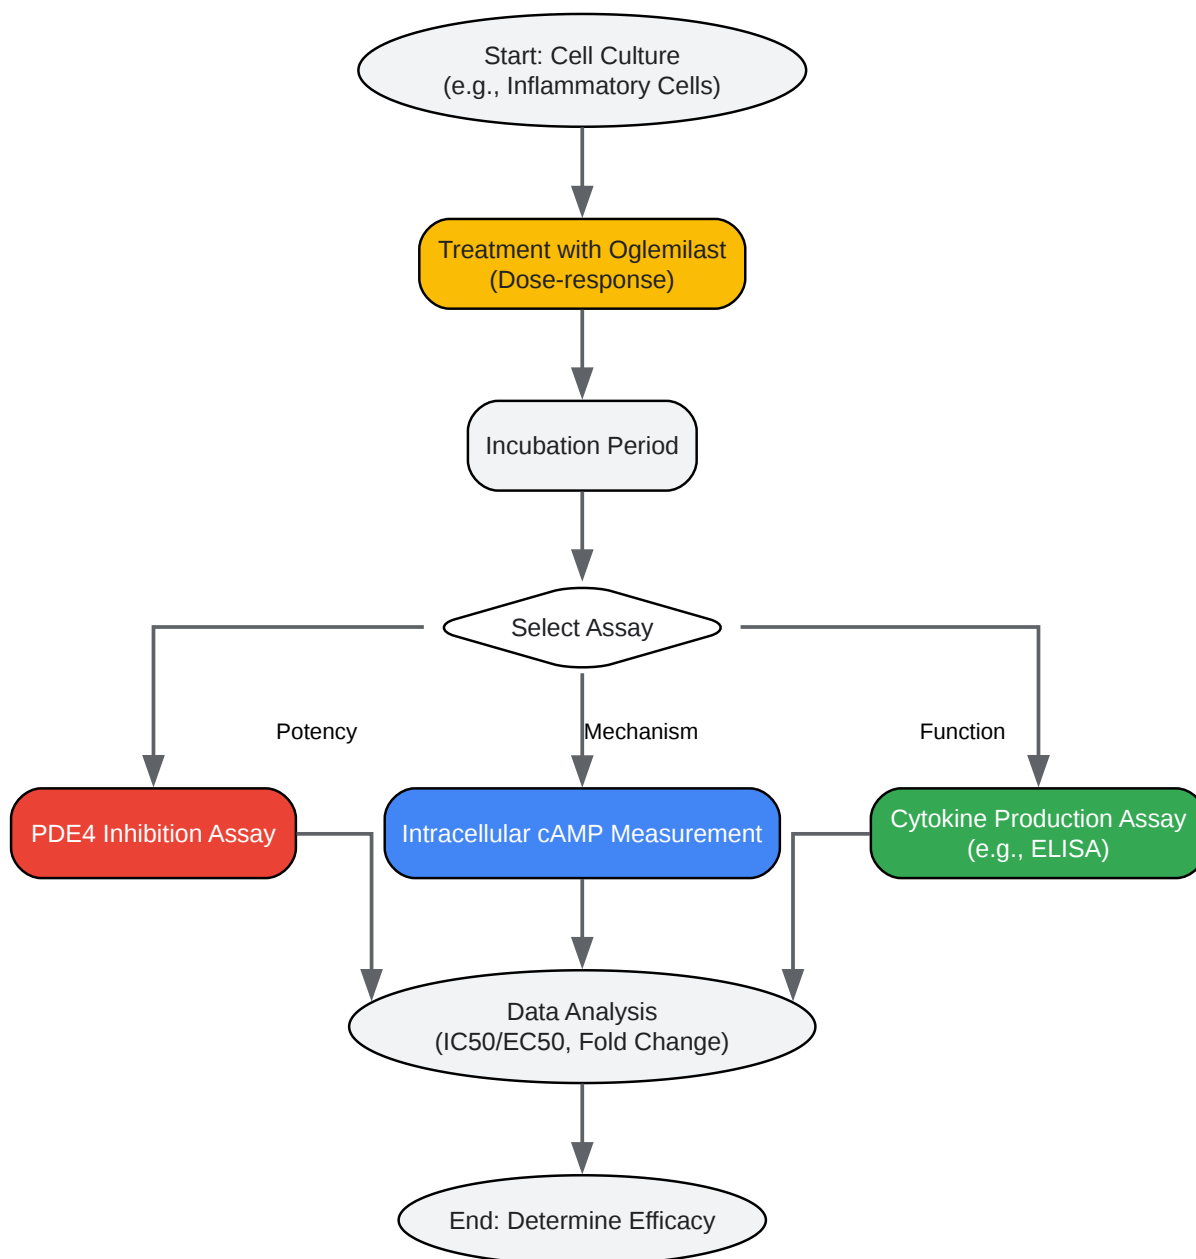 Start: Cell Culture
(e.g., Inflammatory Cells)
Treatment with Oglemilast
(Dose-response)
Incubation Period
Select Assay
Potency
Mechanism
Function
PDE4 Inhibition Assay
Intracellular cAMP Measurement
Cytokine Production Assay
(e.g., ELISA)
Data Analysis
(IC50/EC50, Fold Change)
End: Determine Efficacy